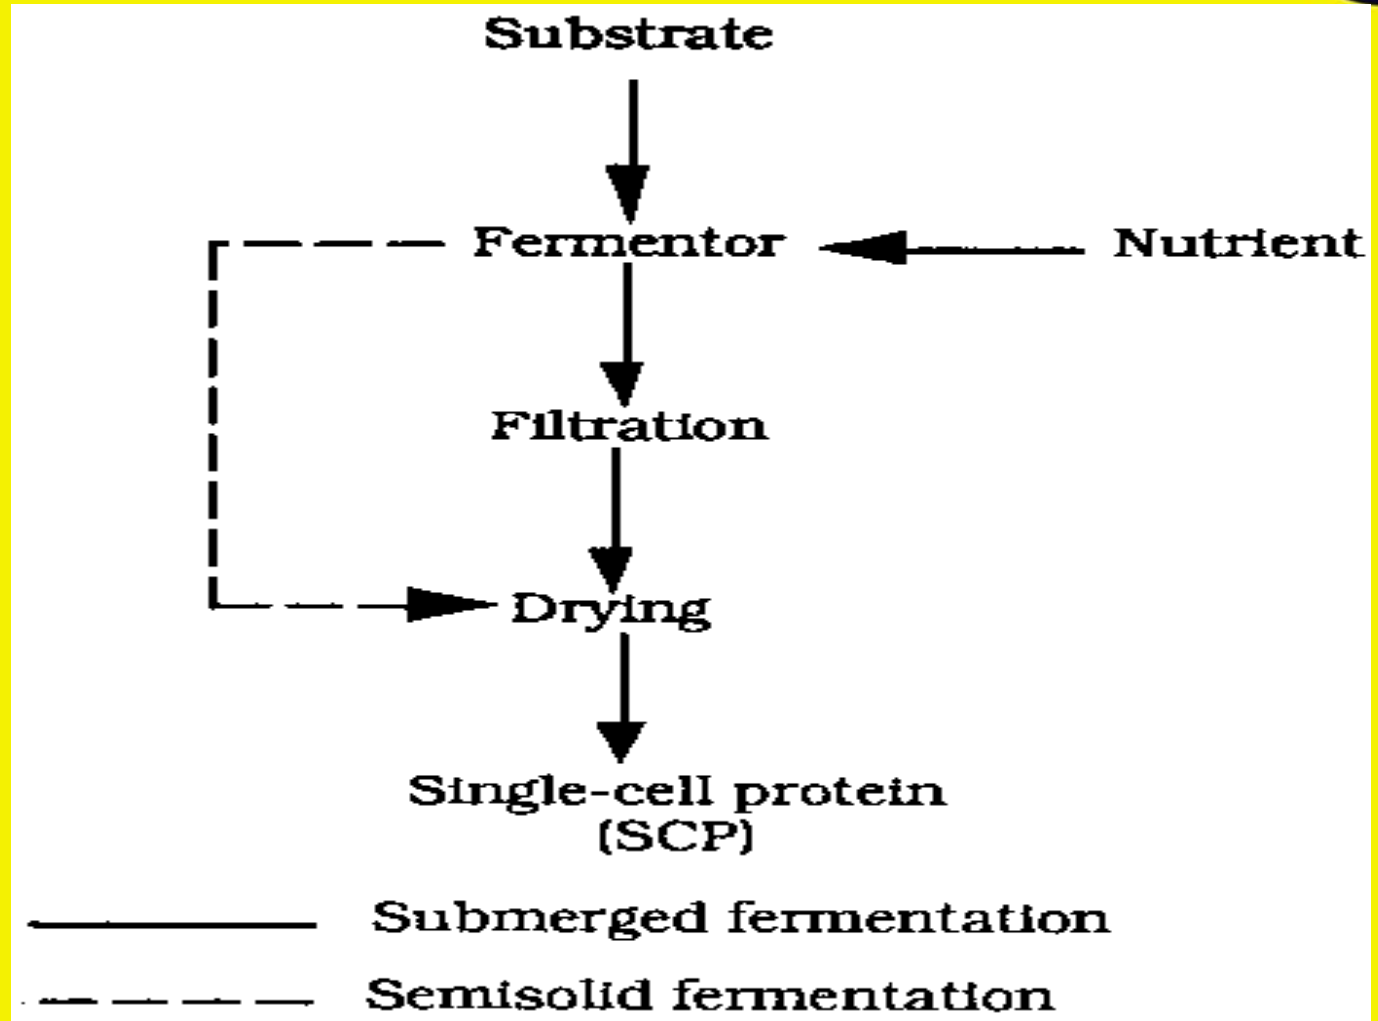 Substrate
Fermentor
Nutrient
Filtration
Drying
Single-cell protein
(SCP)
Submerged fermentation
Semisolid fermentation